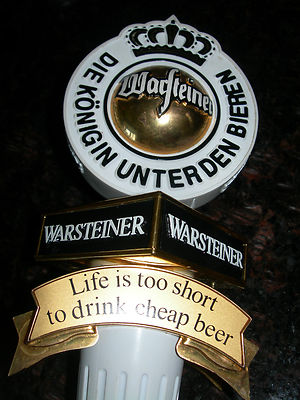 DIE KÖNIGIN UNTER DEN BIEREN
Warsteiner
WARSTEINER
WARSTEINER
Life is too short
to drink cheap beer